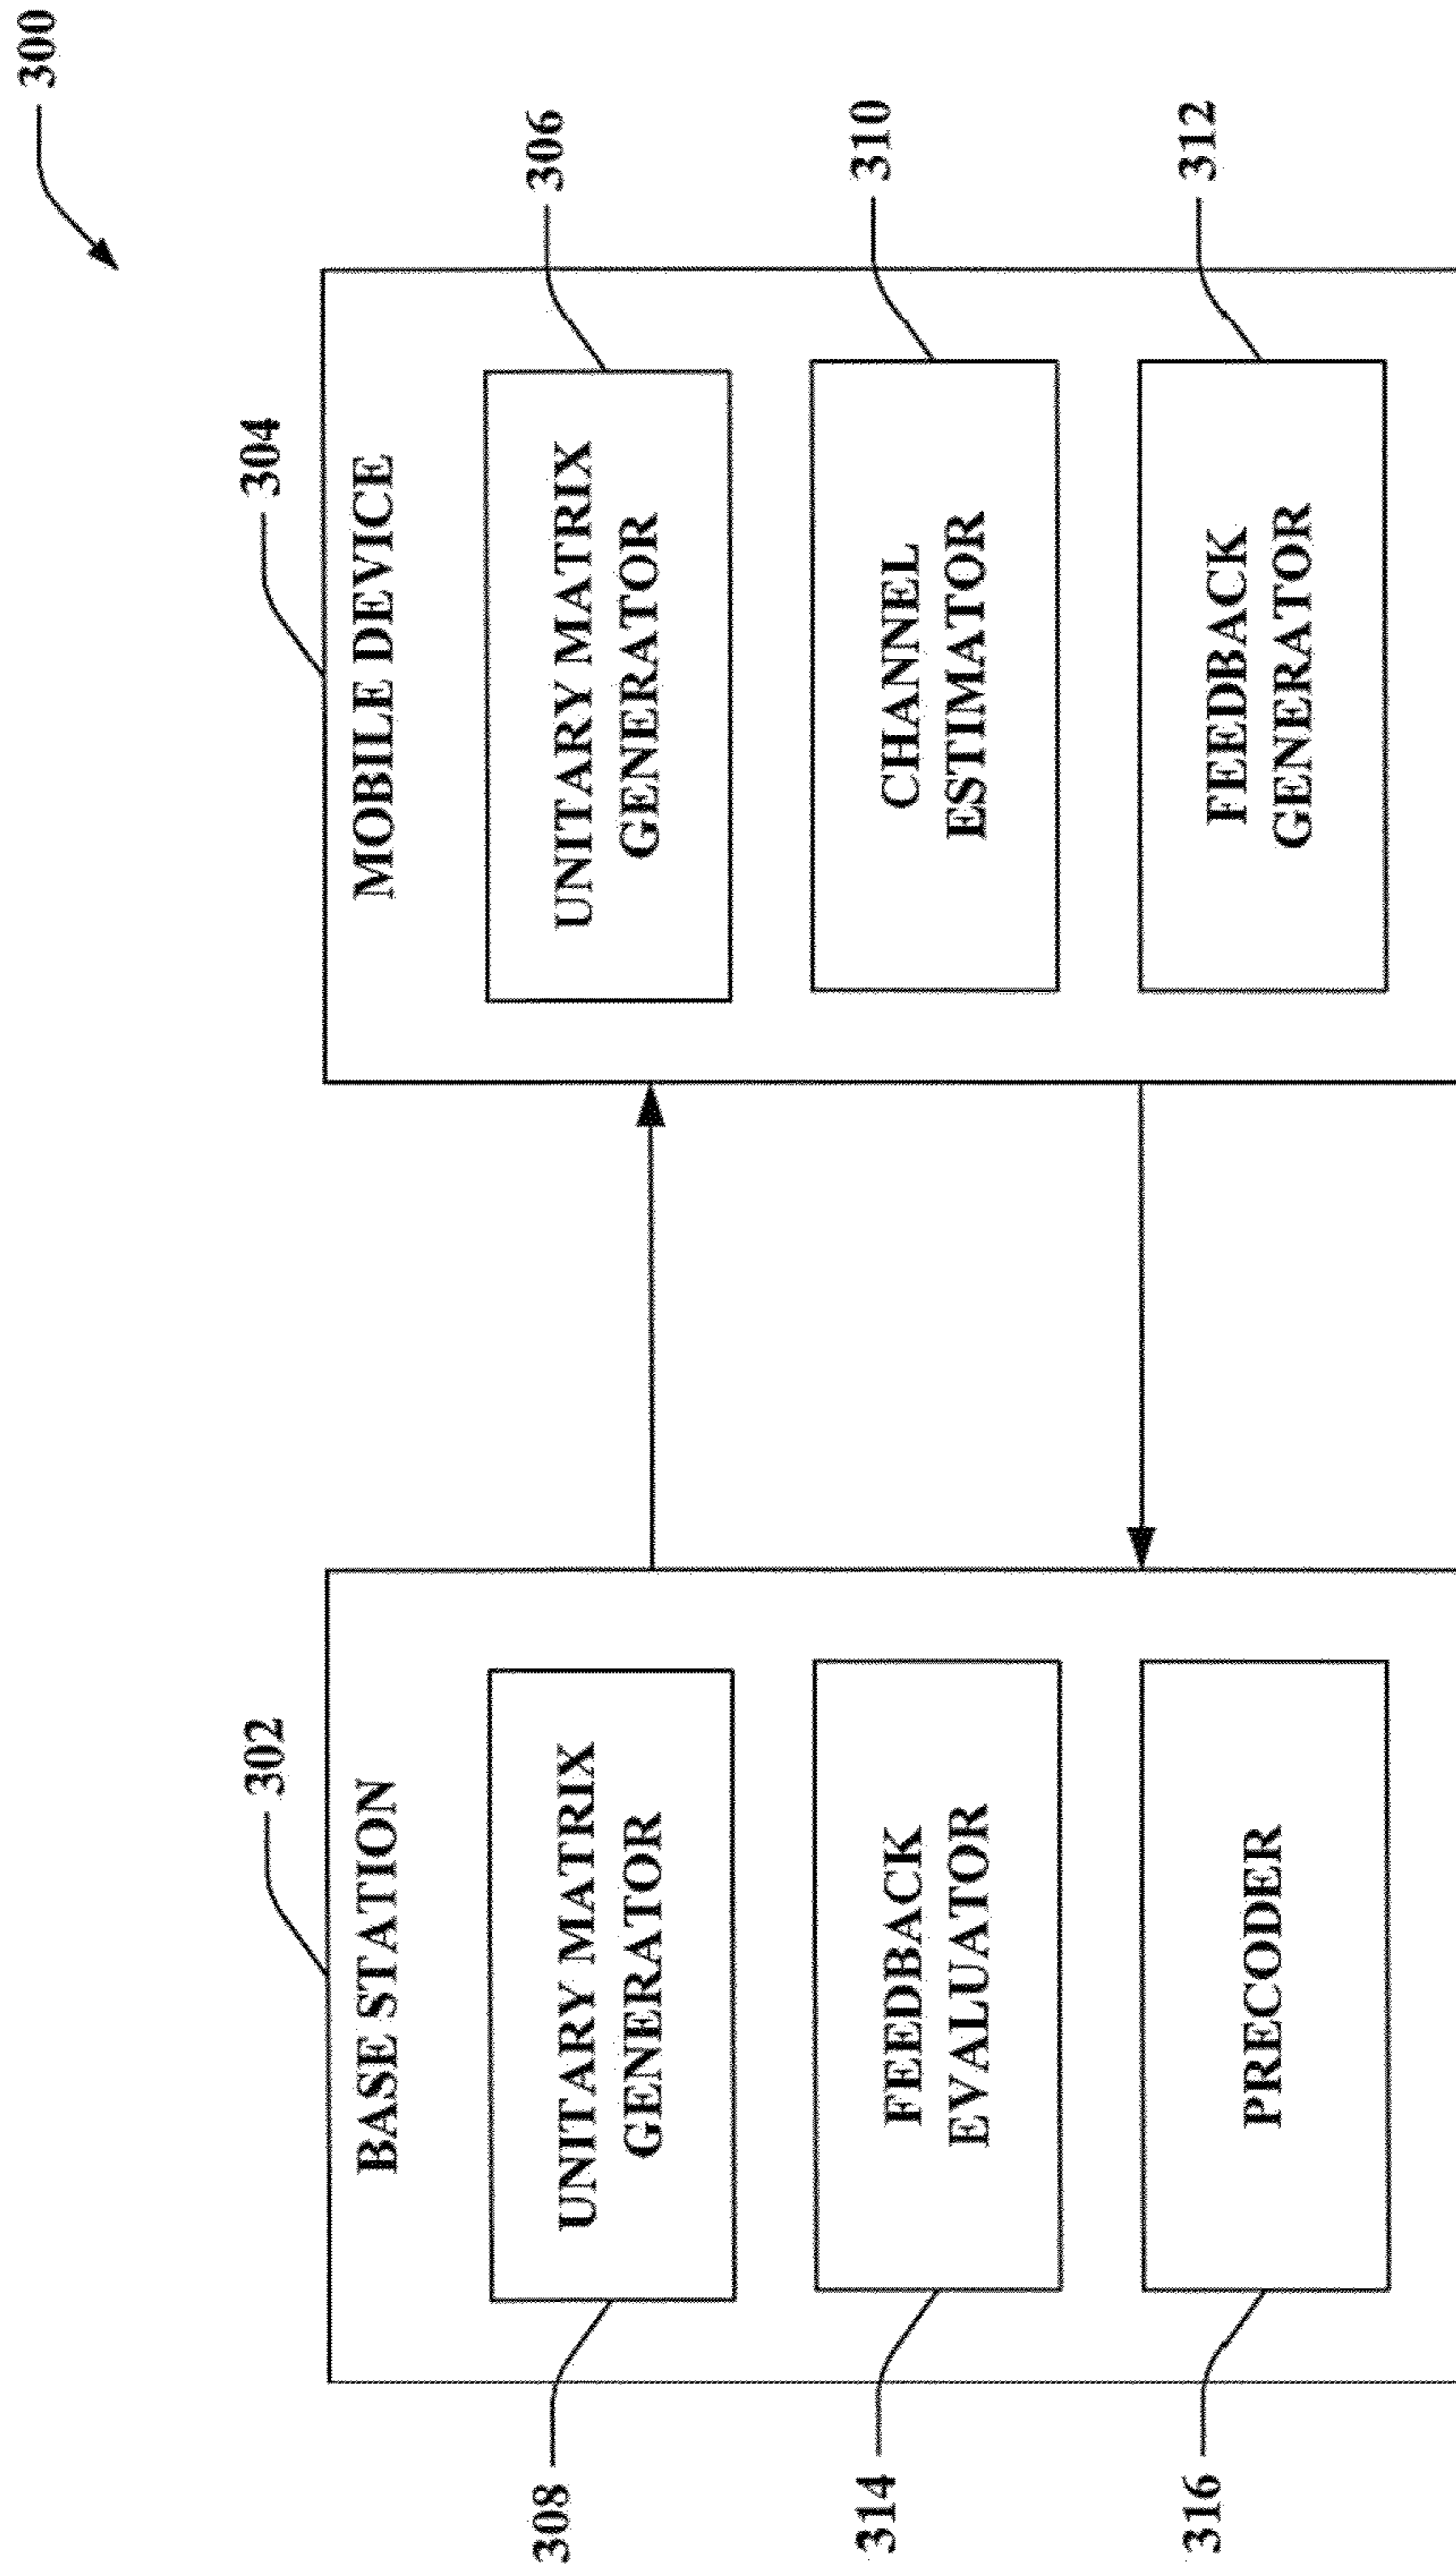 300
302
BASE STATION
308
UNITARY MATRIX
GENERATOR
314
FEEDBACK
EVALUATOR
316
PRECODER
304
MOBILE DEVICE
306
UNITARY MATRIX
GENERATOR
310
CHANNEL
ESTIMATOR
312
FEEDBACK
GENERATOR